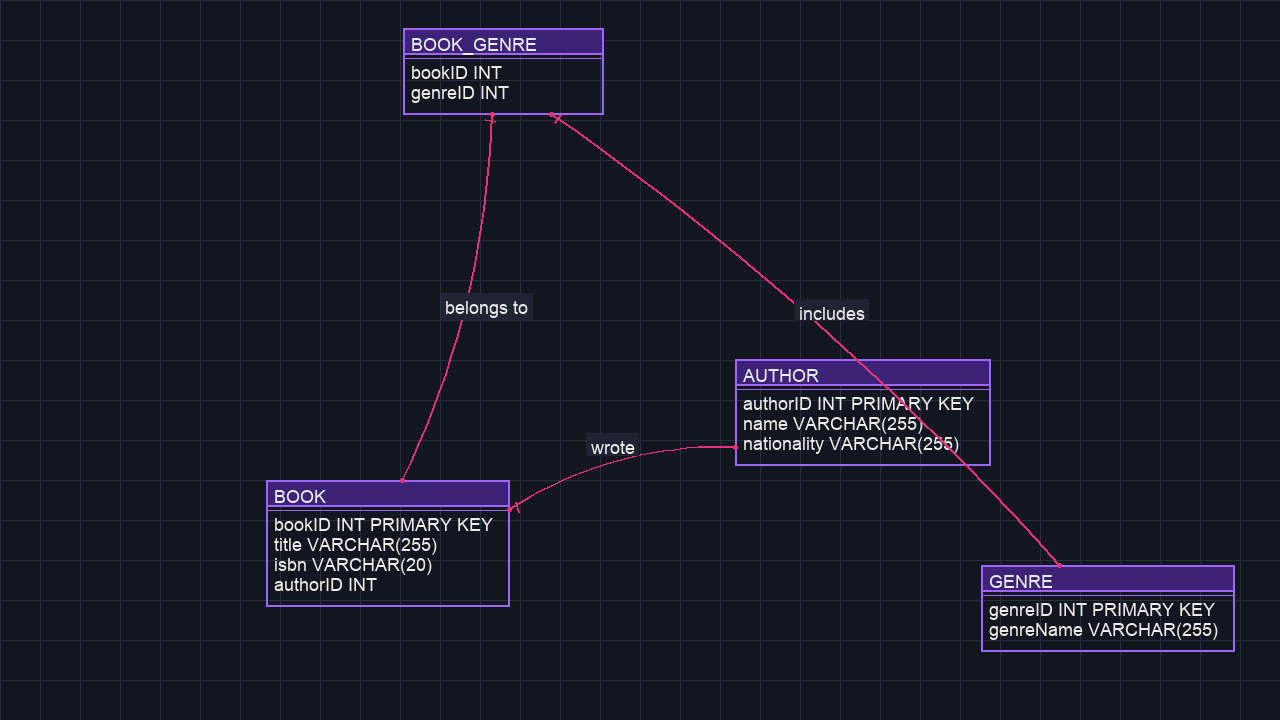 BOOK_GENRE
bookID INT
genreID INT
belongs to
includes
AUTHOR
authorID INT PRIMARY KEY
name VARCHAR(255)
nationality VARCHAR(255)
wrote
BOOK
bookID INT PRIMARY KEY
title VARCHAR(255)
isbn VARCHAR(20)
authorID INT
GENRE
genreID INT PRIMARY KEY
genreName VARCHAR(255)